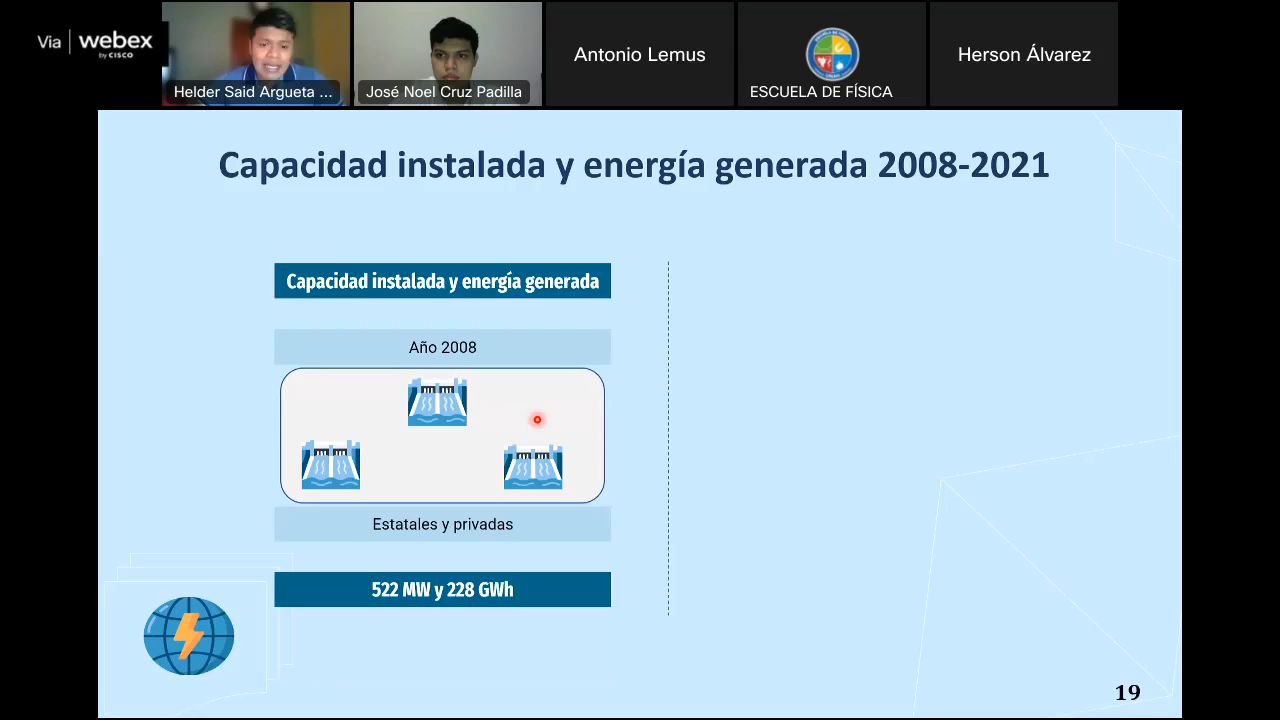 Via | webex
by CISCO
Helder Said Argueta ...
José Noel Cruz Padilla
Antonio Lemus
ESCUELA DE FÍSICA
Herson Álvarez
Capacidad instalada y energía generada 2008-2021
Capacidad instalada y energía generada
Año 2008
Estatales y privadas
522 MW y 228 GWh
19